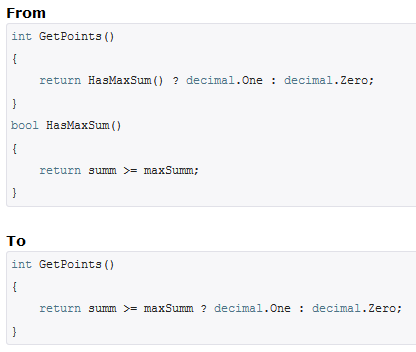 From
int GetPoints()
{
return HasMaxSum() ? decimal.One : decimal.Zero;
}
bool HasMaxSum()
{
return summ >= maxSumm;
}
To
int GetPoints()
{
return summ >= maxSumm ? decimal.One : decimal.Zero;
}